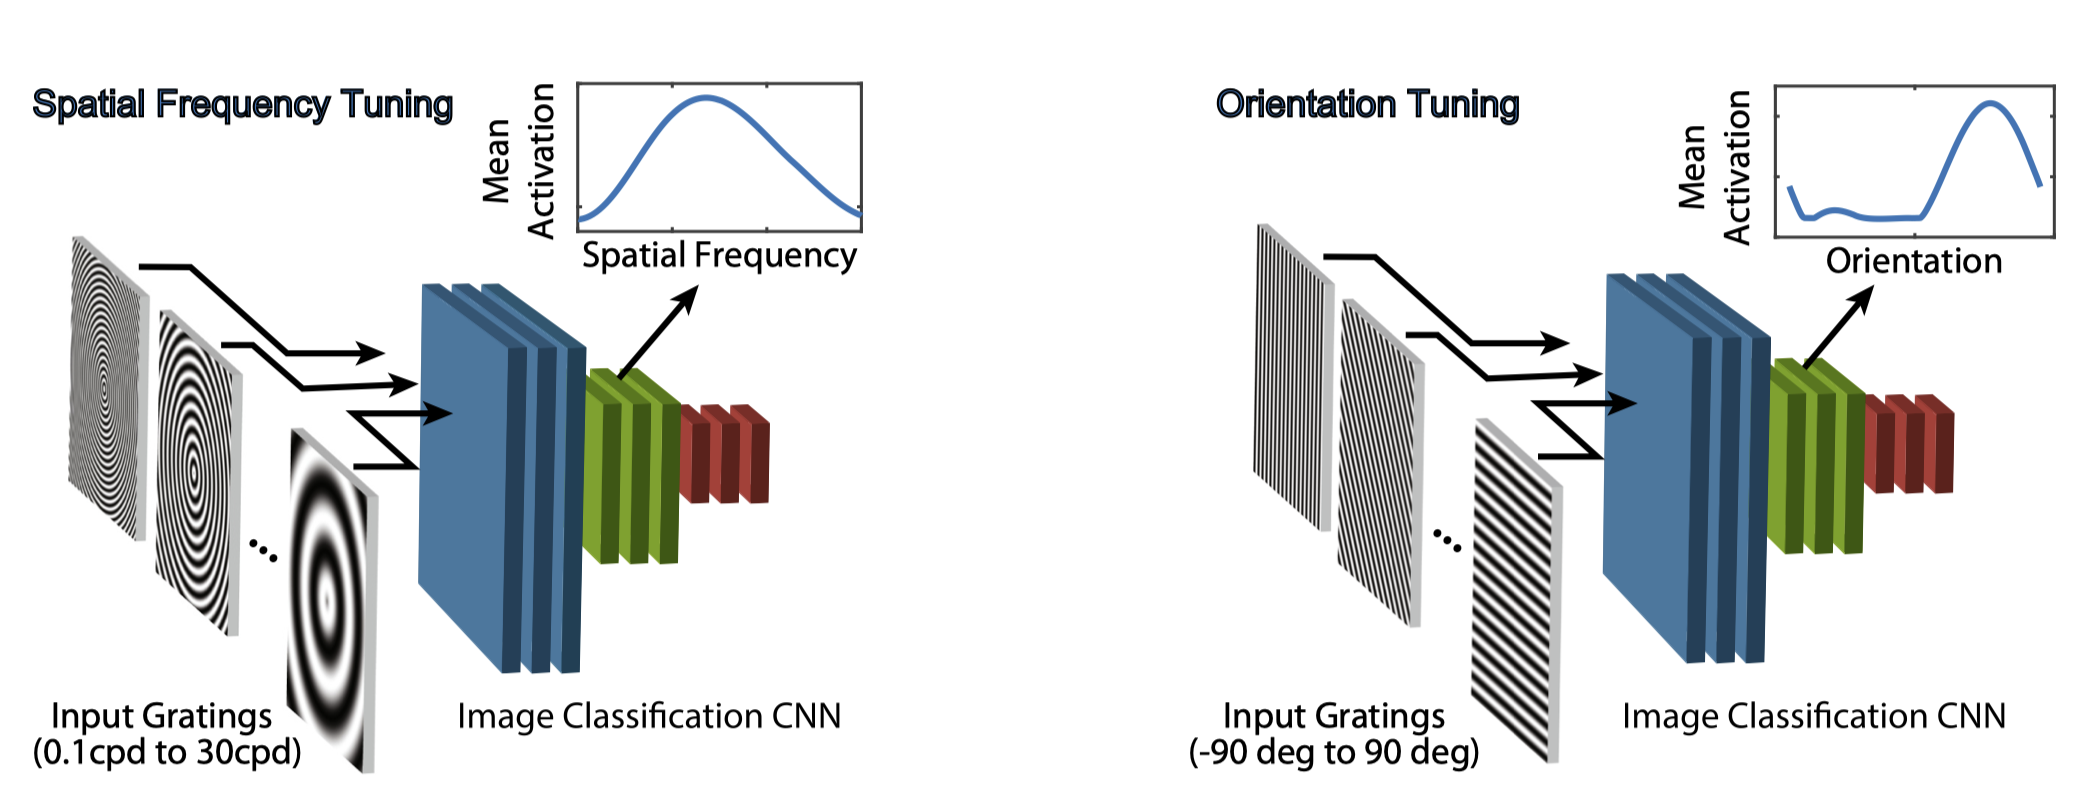 Spatial Frequency Tuning
Mean
Activation
Spatial Frequency
Input Gratings
(0.1cpd to 30cpd)
Image Classification CNN
Orientation Tuning
Mean
Activation
Orientation
Input Gratings
(-90 deg to 90 deg)
Image Classification CNN